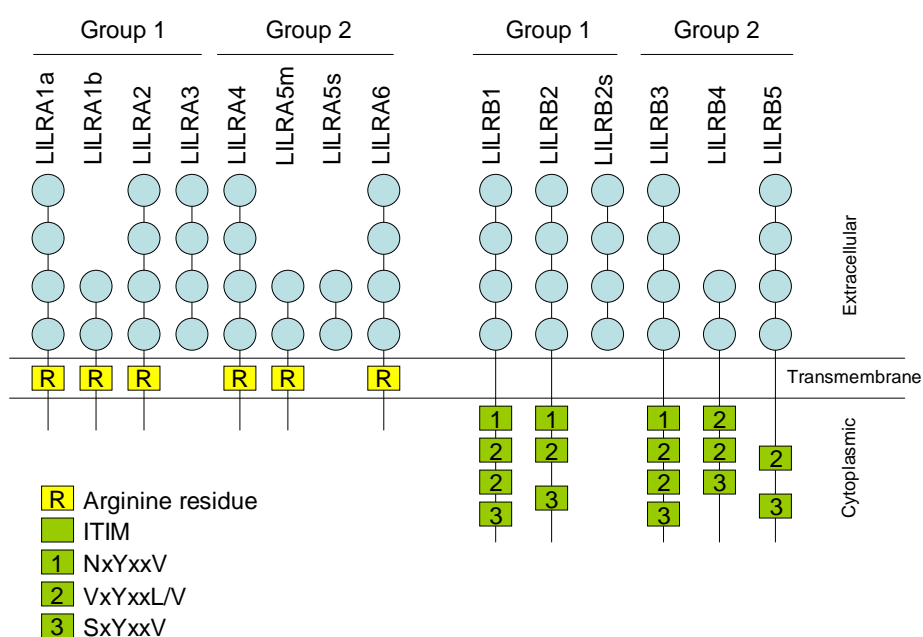 Group 1
Group 2
Group 1
Group 2
LILRA1a
LILRA1b
LILRA2
LILRA3
LILRA4
LILRA5m
LILRA5s
LILRA6
LILRB1
LILRB2
LILRB2s
LILRB3
LILRB4
LILRB5
Extracellular
R R R R R R
Transmembrane
1 1 1 2
2 2 2 2 2
2 2 3
3 3 3 3
Cytoplasmic
R Arginine residue
ITIM
1 NxYxxV
2 VxYxxL/V
3 SxYxxV